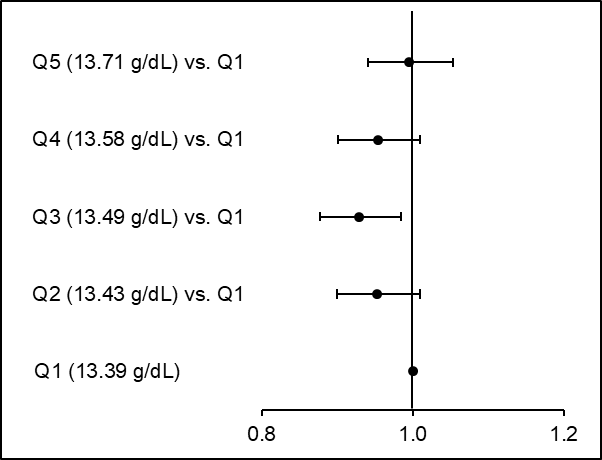 Q5 (13.71 g/dL) vs. Q1
Q4 (13.58 g/dL) vs. Q1
Q3 (13.49 g/dL) vs. Q1
Q2 (13.43 g/dL) vs. Q1
Q1 (13.39 g/dL)
0.8 1.0 1.2